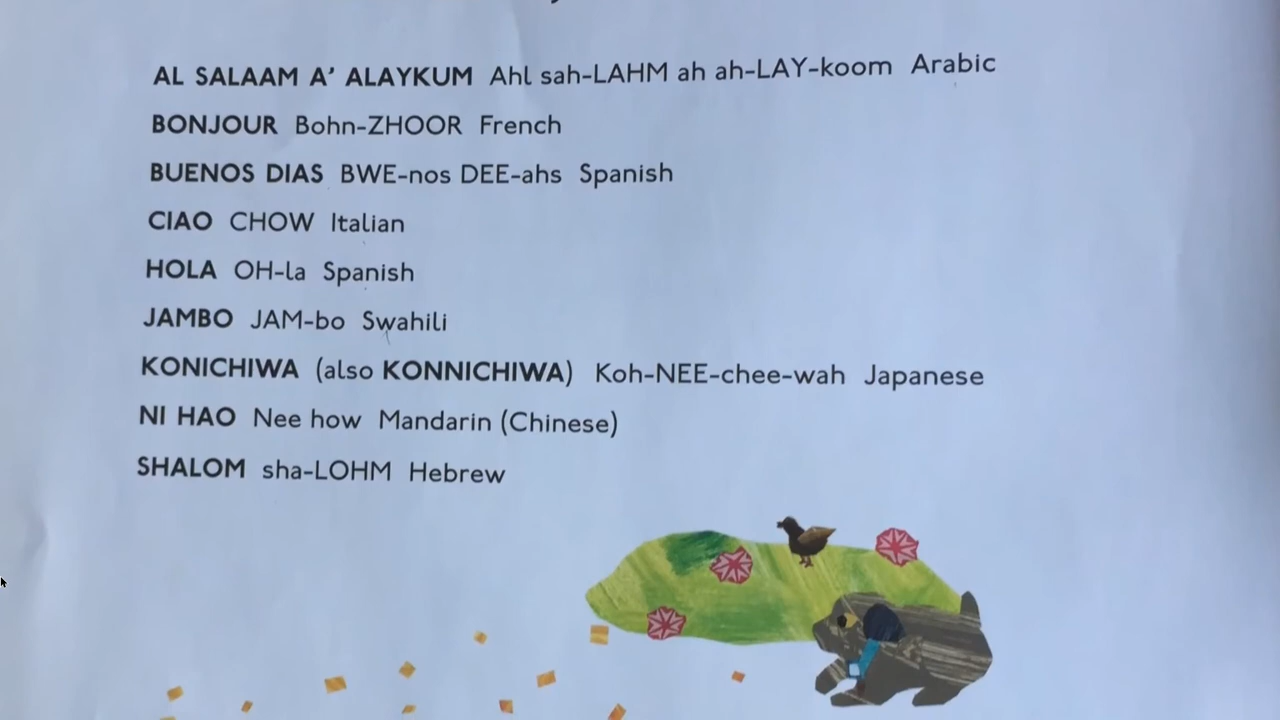 AL SALAAM A' ALAYKUM Ahl sah-LAHM ah ah-LAY-koom Arabic
BONJOUR Bohn-ZHOOR French
BUENOS DIAS BWE-nos DEE-ahs Spanish
CIAO CHOW Italian
HOLA OH-la Spanish
JAMBO JAM-bo Swahili
KONICHIWA (also KONNICHIWA) Koh-NEE-chee-wah Japanese
NI HAO Nee how Mandarin (Chinese)
SHALOM sha-LOHM Hebrew